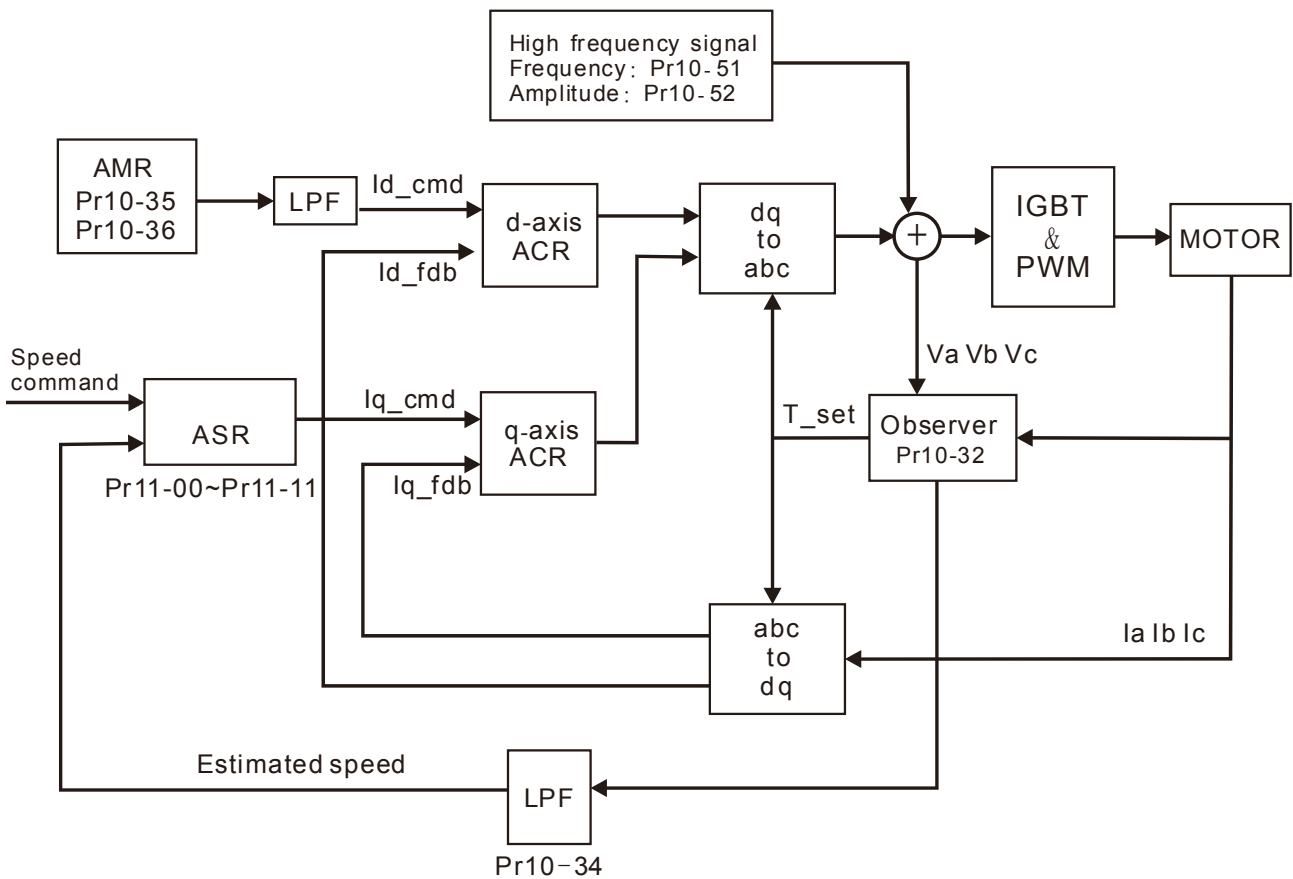 High frequency signal
Frequency: Pr10-51
Amplitude: Pr10-52
AMR
Pr10-35
Pr10-36
LPF
Id_cmd
d-axis
ACR
Id_fdb
dq
to
abc
+
IGBT
&
PWM
MOTOR
Speed
command
ASR
Pr11-00~Pr11-11
Iq_cmd
q-axis
ACR
Iq_fdb
T_set
Va Vb Vc
Observer
Pr10-32
abc
to
dq
Ia Ib Ic
Estimated speed
LPF
Pr10-34